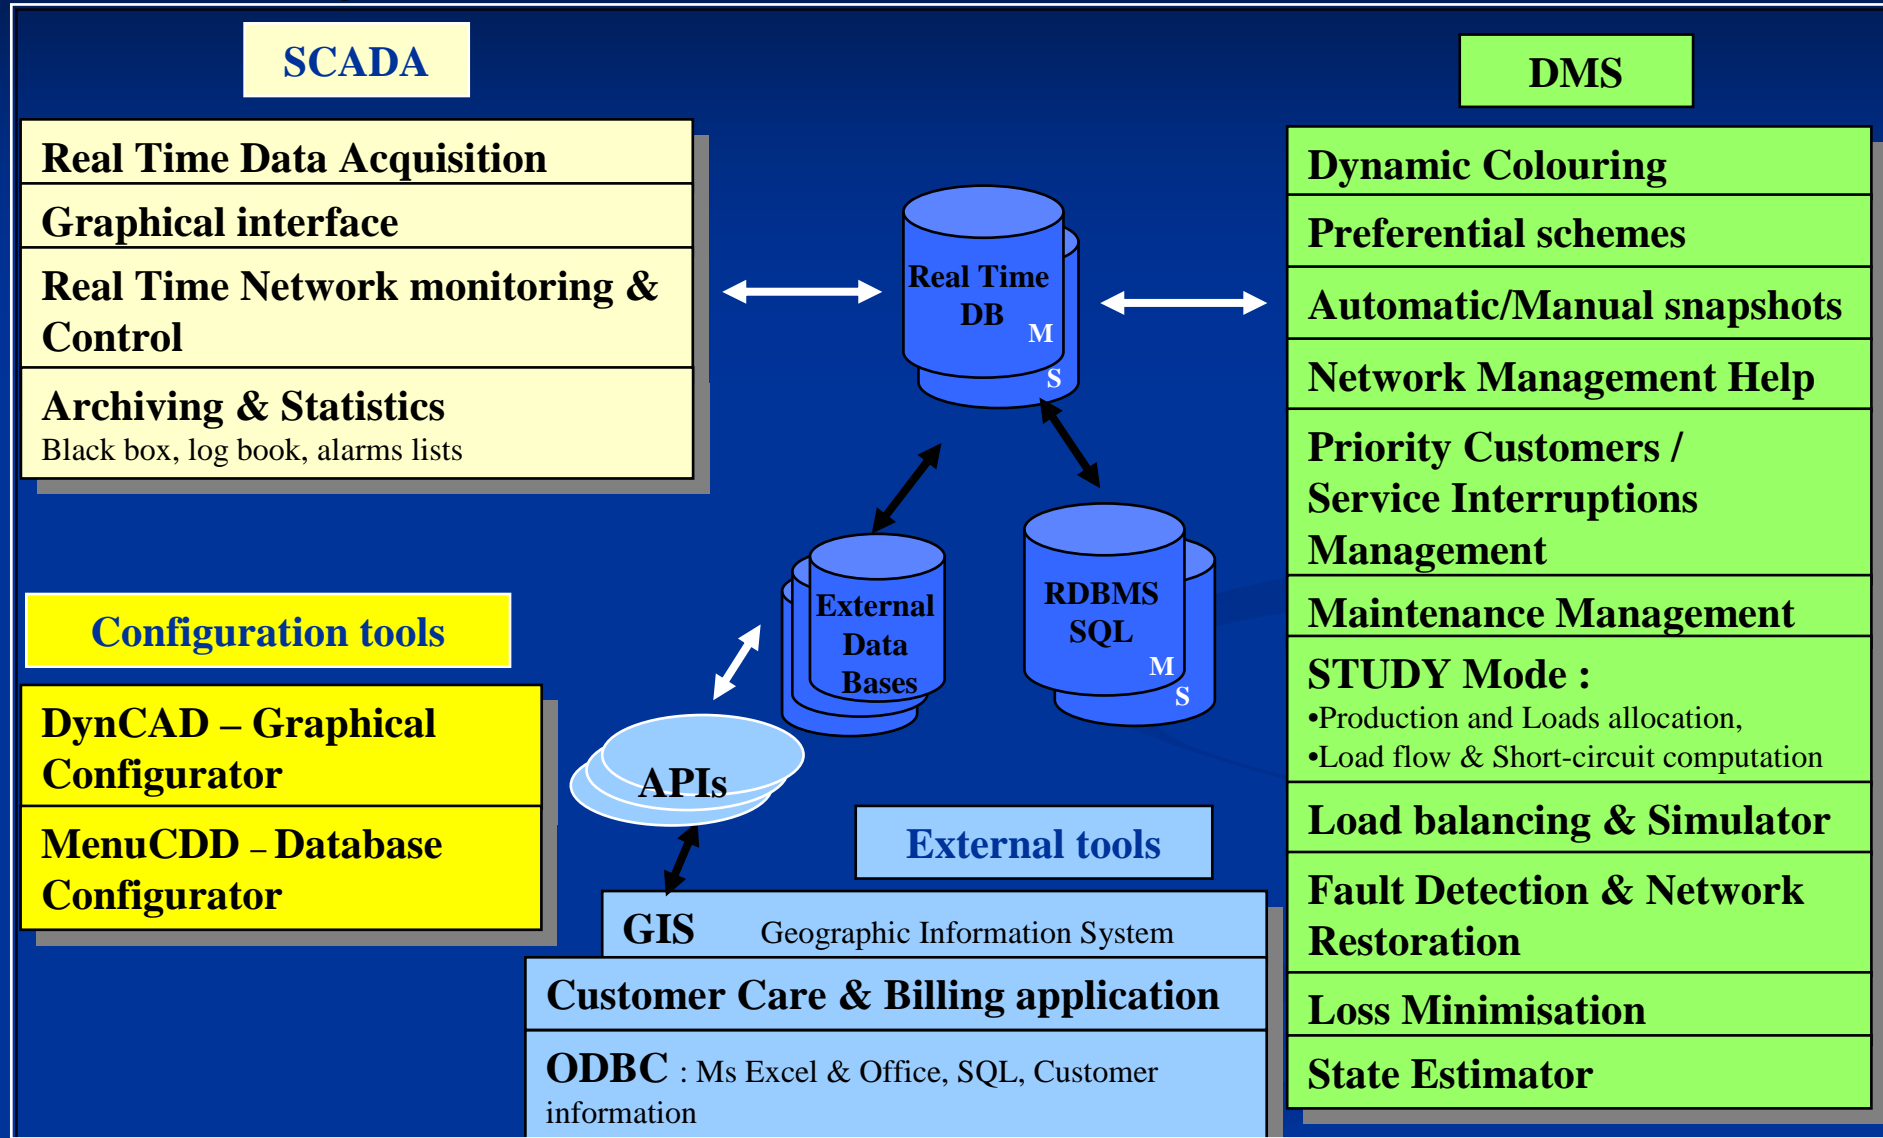 SCADA
Real Time Data Acquisition
Graphical interface
Real Time Network monitoring &
Control
Archiving & Statistics
Black box, log book, alarms lists
Configuration tools
DynCAD – Graphical
Configurator
MenuCDD – Database
Configurator
Real Time
DB
M
S
External
Data
Bases
RDBMS
SQL
M
S
APIs
External tools
GIS Geographic Information System
Customer Care & Billing application
ODBC : Ms Excel & Office, SQL, Customer
information
DMS
Dynamic Colouring
Preferential schemes
Automatic/Manual snapshots
Network Management Help
Priority Customers /
Service Interruptions
Management
Maintenance Management
STUDY Mode :
•Production and Loads allocation,
•Load flow & Short-circuit computation
Load balancing & Simulator
Fault Detection & Network
Restoration
Loss Minimisation
State Estimator